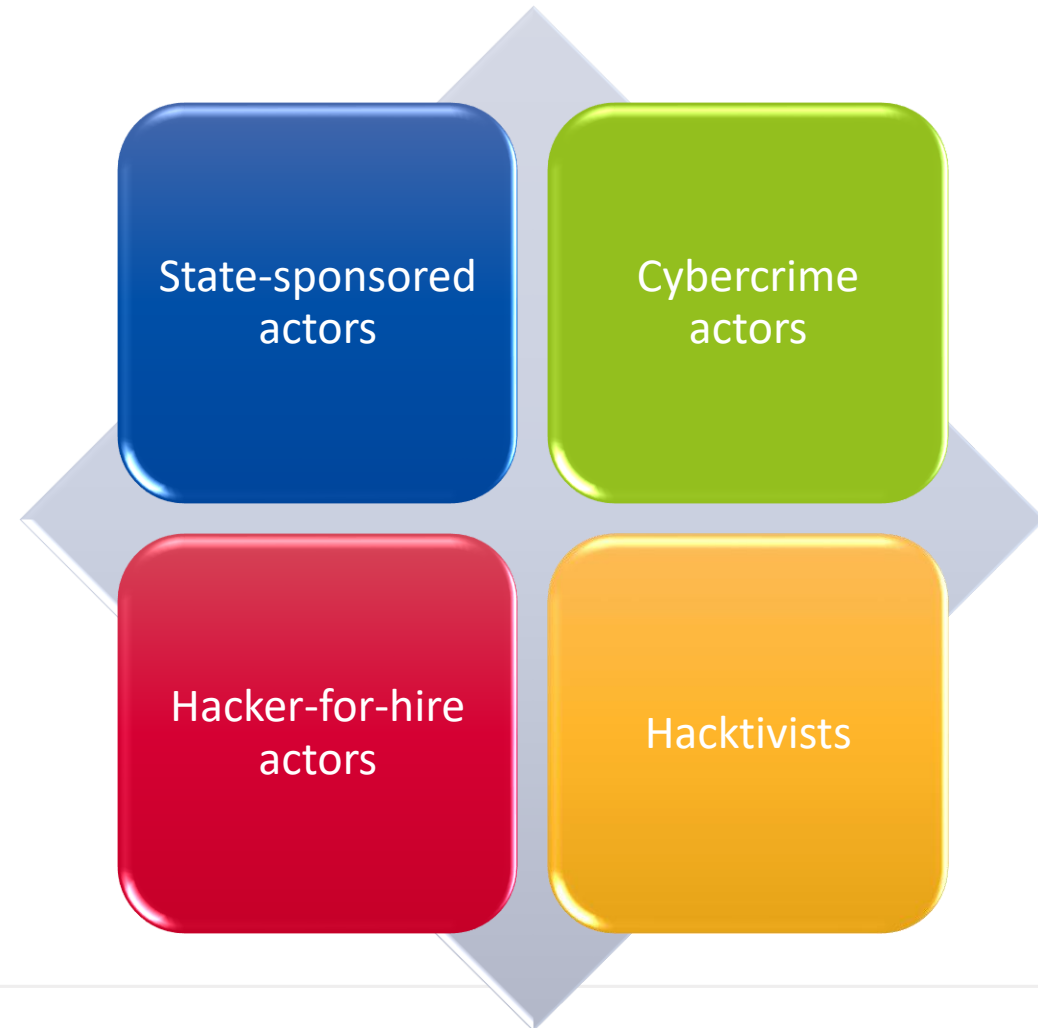 State-sponsored
actors
Cybercrime
actors
Hacker-for-hire
actors
Hacktivists